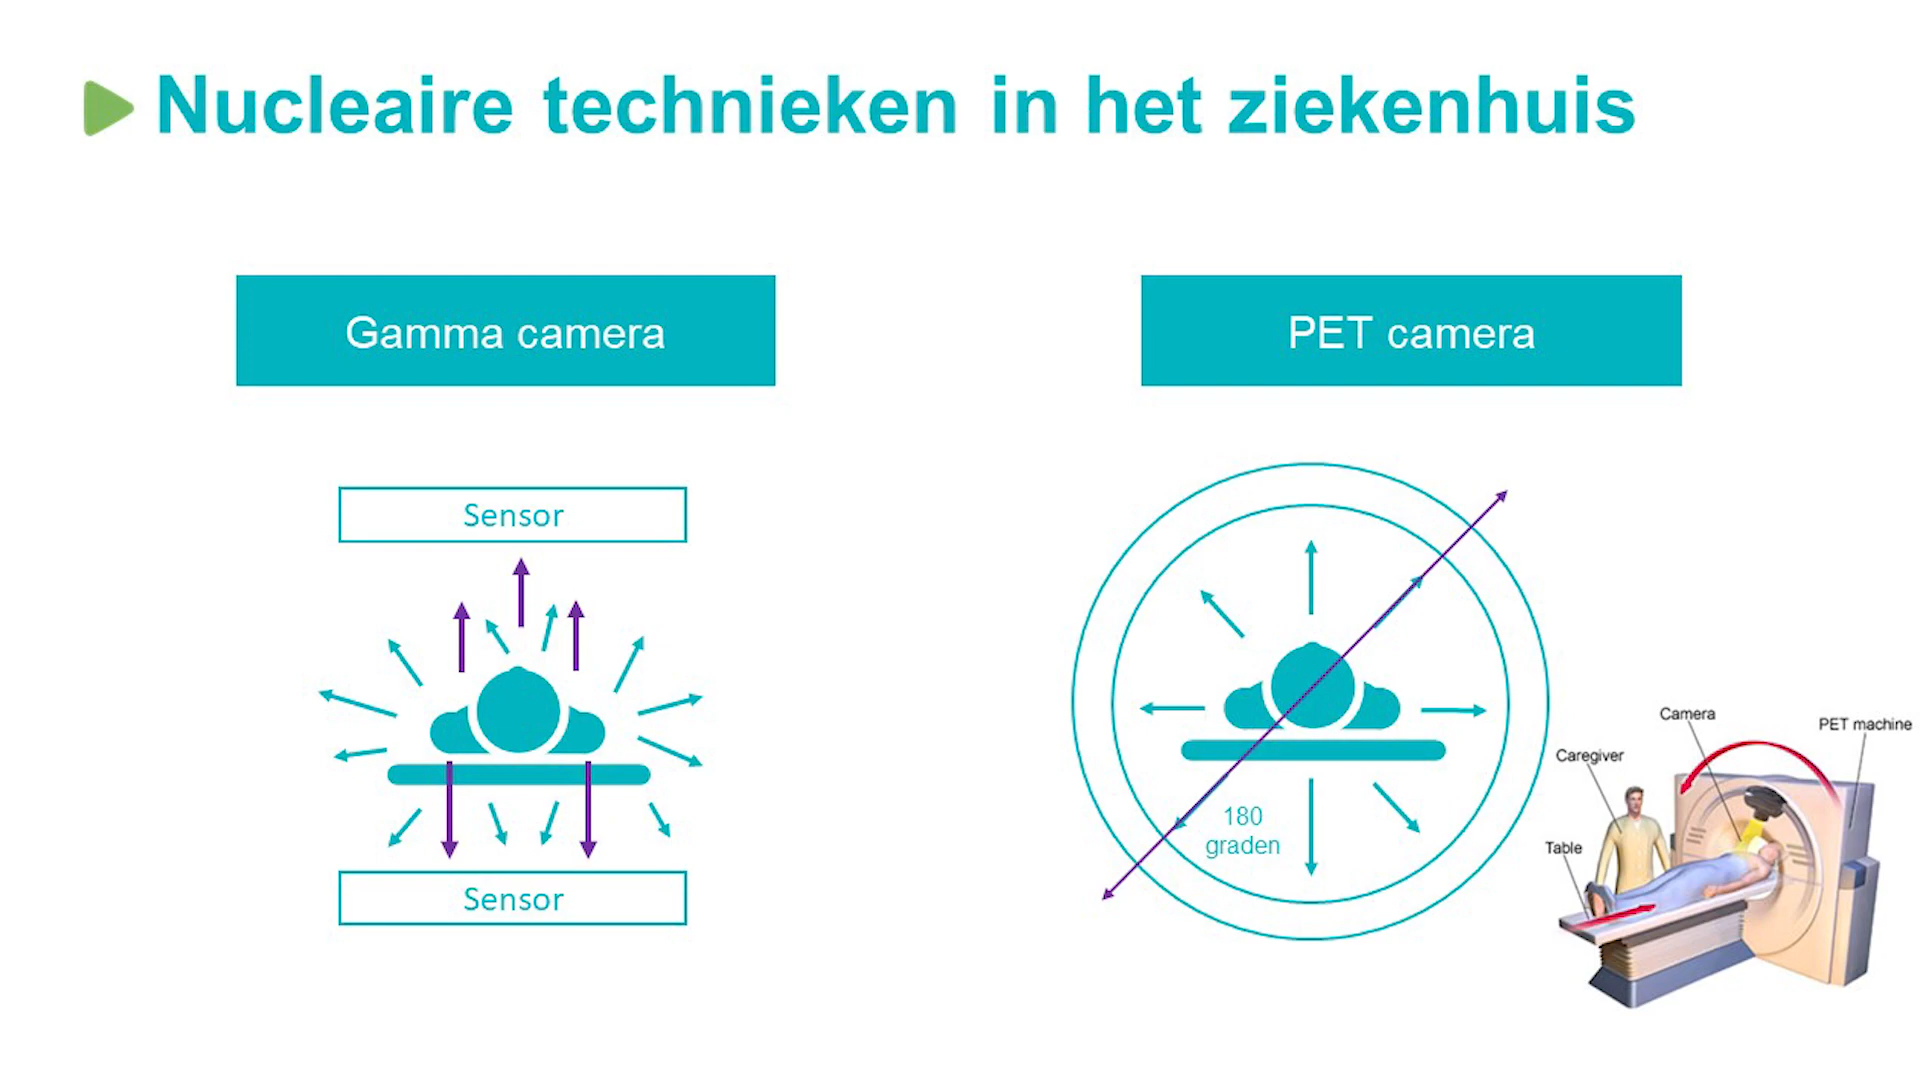 Nucleaire technieken in het ziekenhuis
Gamma camera
PET camera
Sensor
Sensor
180
graden
Camera
PET machine
Caregiver
Table